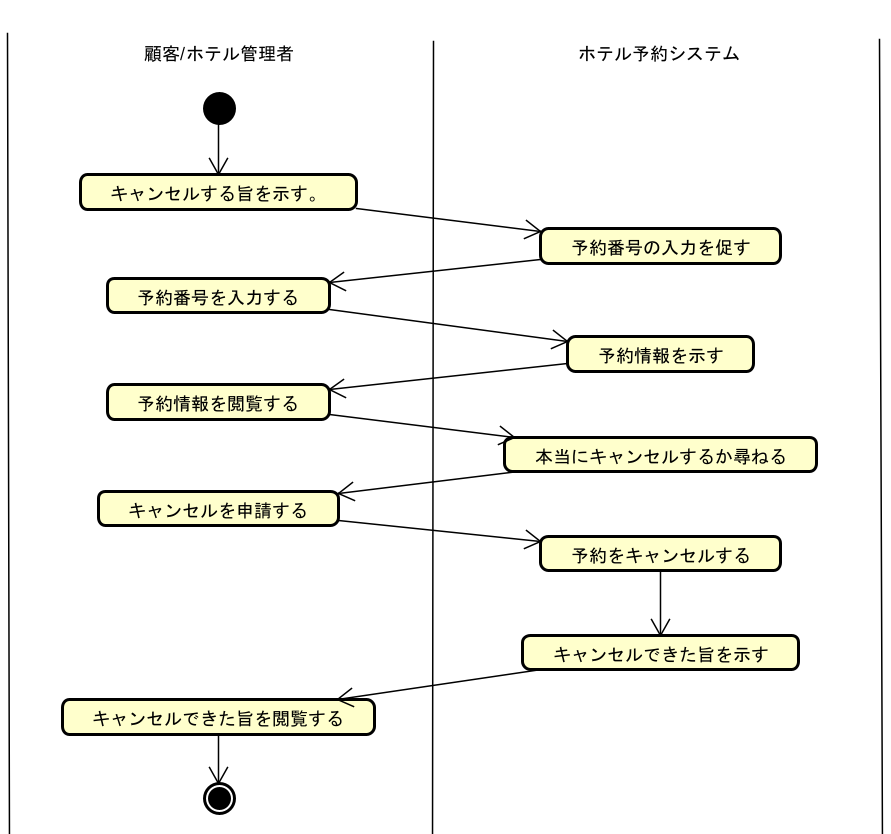 顧客/ホテル管理者
ホテル予約システム
キャンセルする旨を示す。
予約番号の入力を促す
予約番号を入力する
予約情報を示す
予約情報を閲覧する
本当にキャンセルするか尋ねる
キャンセルを申請する
予約をキャンセルする
キャンセルできた旨を示す
キャンセルできた旨を閲覧する